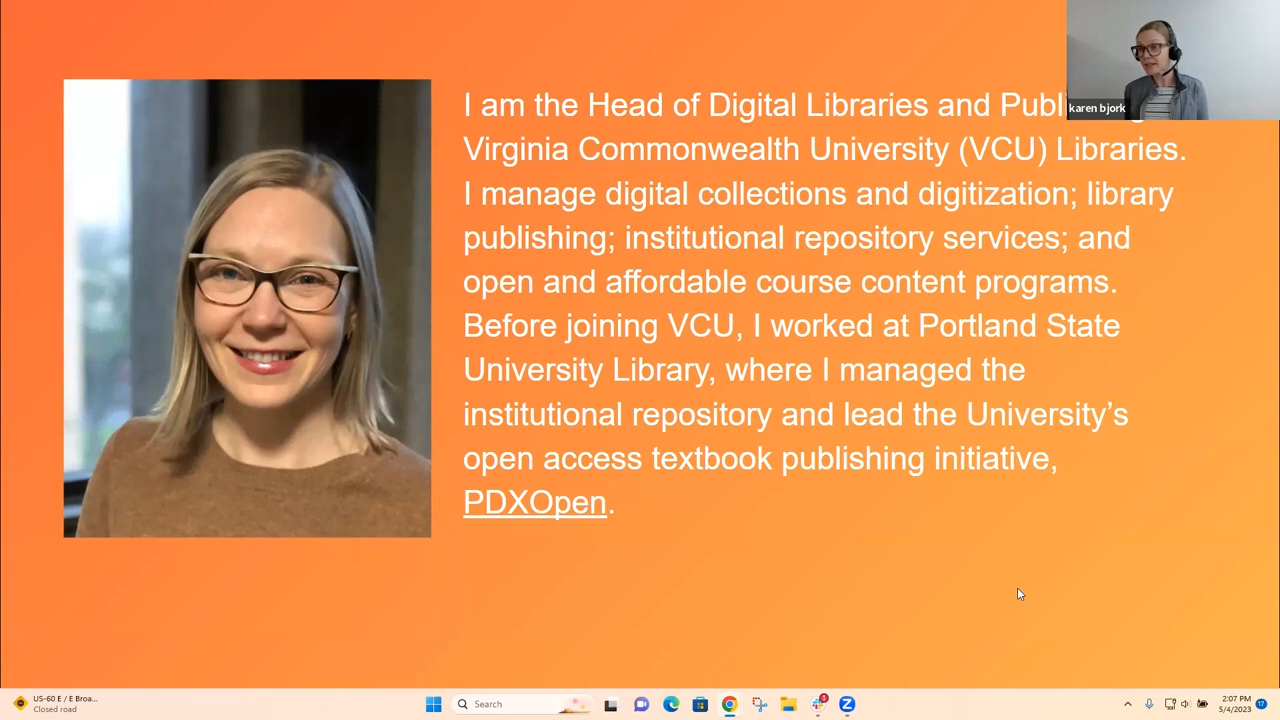 I am the Head of Digital Libraries and
karen bjork
Virginia Commonwealth University (VCU) Libraries.
I manage digital collections and digitization; library
publishing; institutional repository services; and
open and affordable course content programs.
Before joining VCU, I worked at Portland State
University Library, where I managed the
institutional repository and lead the University’s
open access textbook publishing initiative,
PDXOpen.
US-60 E / E Broa...
Closed road
Search
2:07 PM
5/4/2023
17